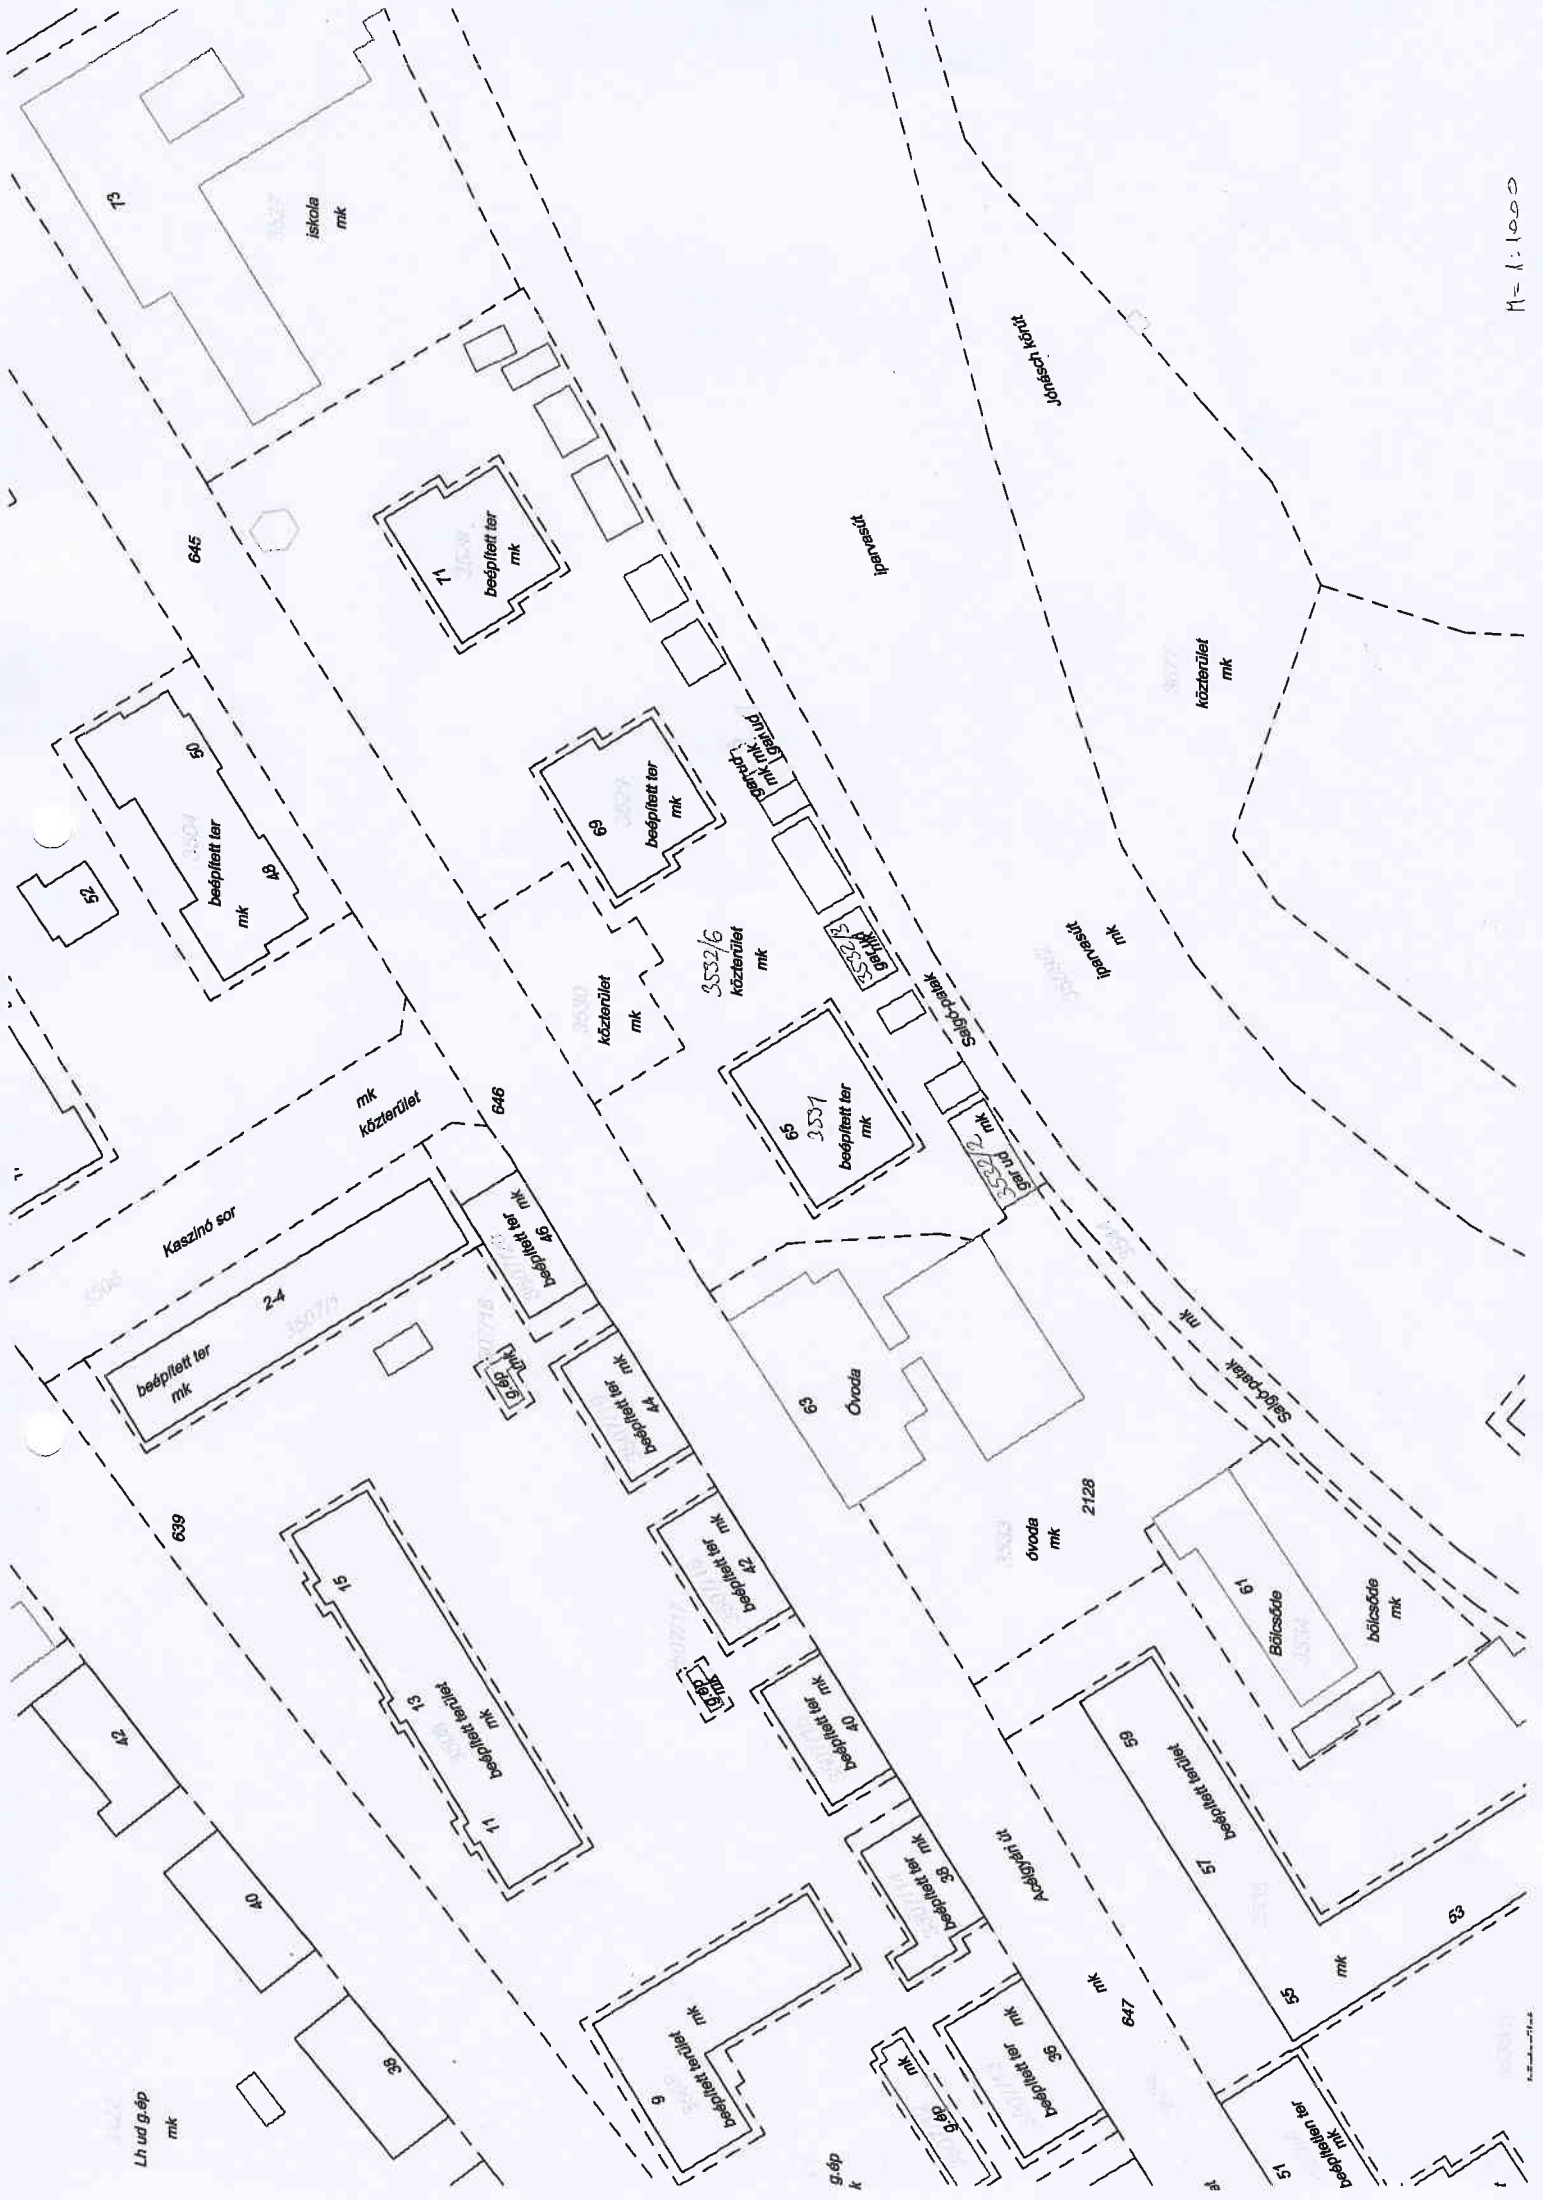 73
iskola
mk
645
71
beépített ter
mk
50
beépített ter
mk
48
52
69
beépített ter
mk
gar ud
mk
mk
gar ud
iparvasút
Jónásch körút
közterület
mk
iparvasút
mk
3532/6
közterület
mk
közterület
mk
3532/3
gar ud
mk
Salgó-patak
65
3531
beépített ter
mk
3532/2
gar ud
mk
mk
közterület
646
Kaszinó sor
2-4
beépített ter
mk
46 mk
beépített ter
g.ép
mk
beépített ter
44
mk
63
Óvoda
mk
Salgó-patak
óvoda
mk
2128
639
15
13
beépített terület
mk
11
beépített ter
42
mk
g.ép
mk
beépített ter
40
mk
61
Bölcsőde
bölcsőde
mk
59
beépített terület
57
55
mk
53
Acélgyári út
mk
647
beépített ter
38
mk
beépített ter
36
mk
mk
g.ép
9
beépített terület
mk
42
40
38
Lh ud g.ép
mk
g.ép
k
51
beépítetlen ter
mk
M= 1:1000